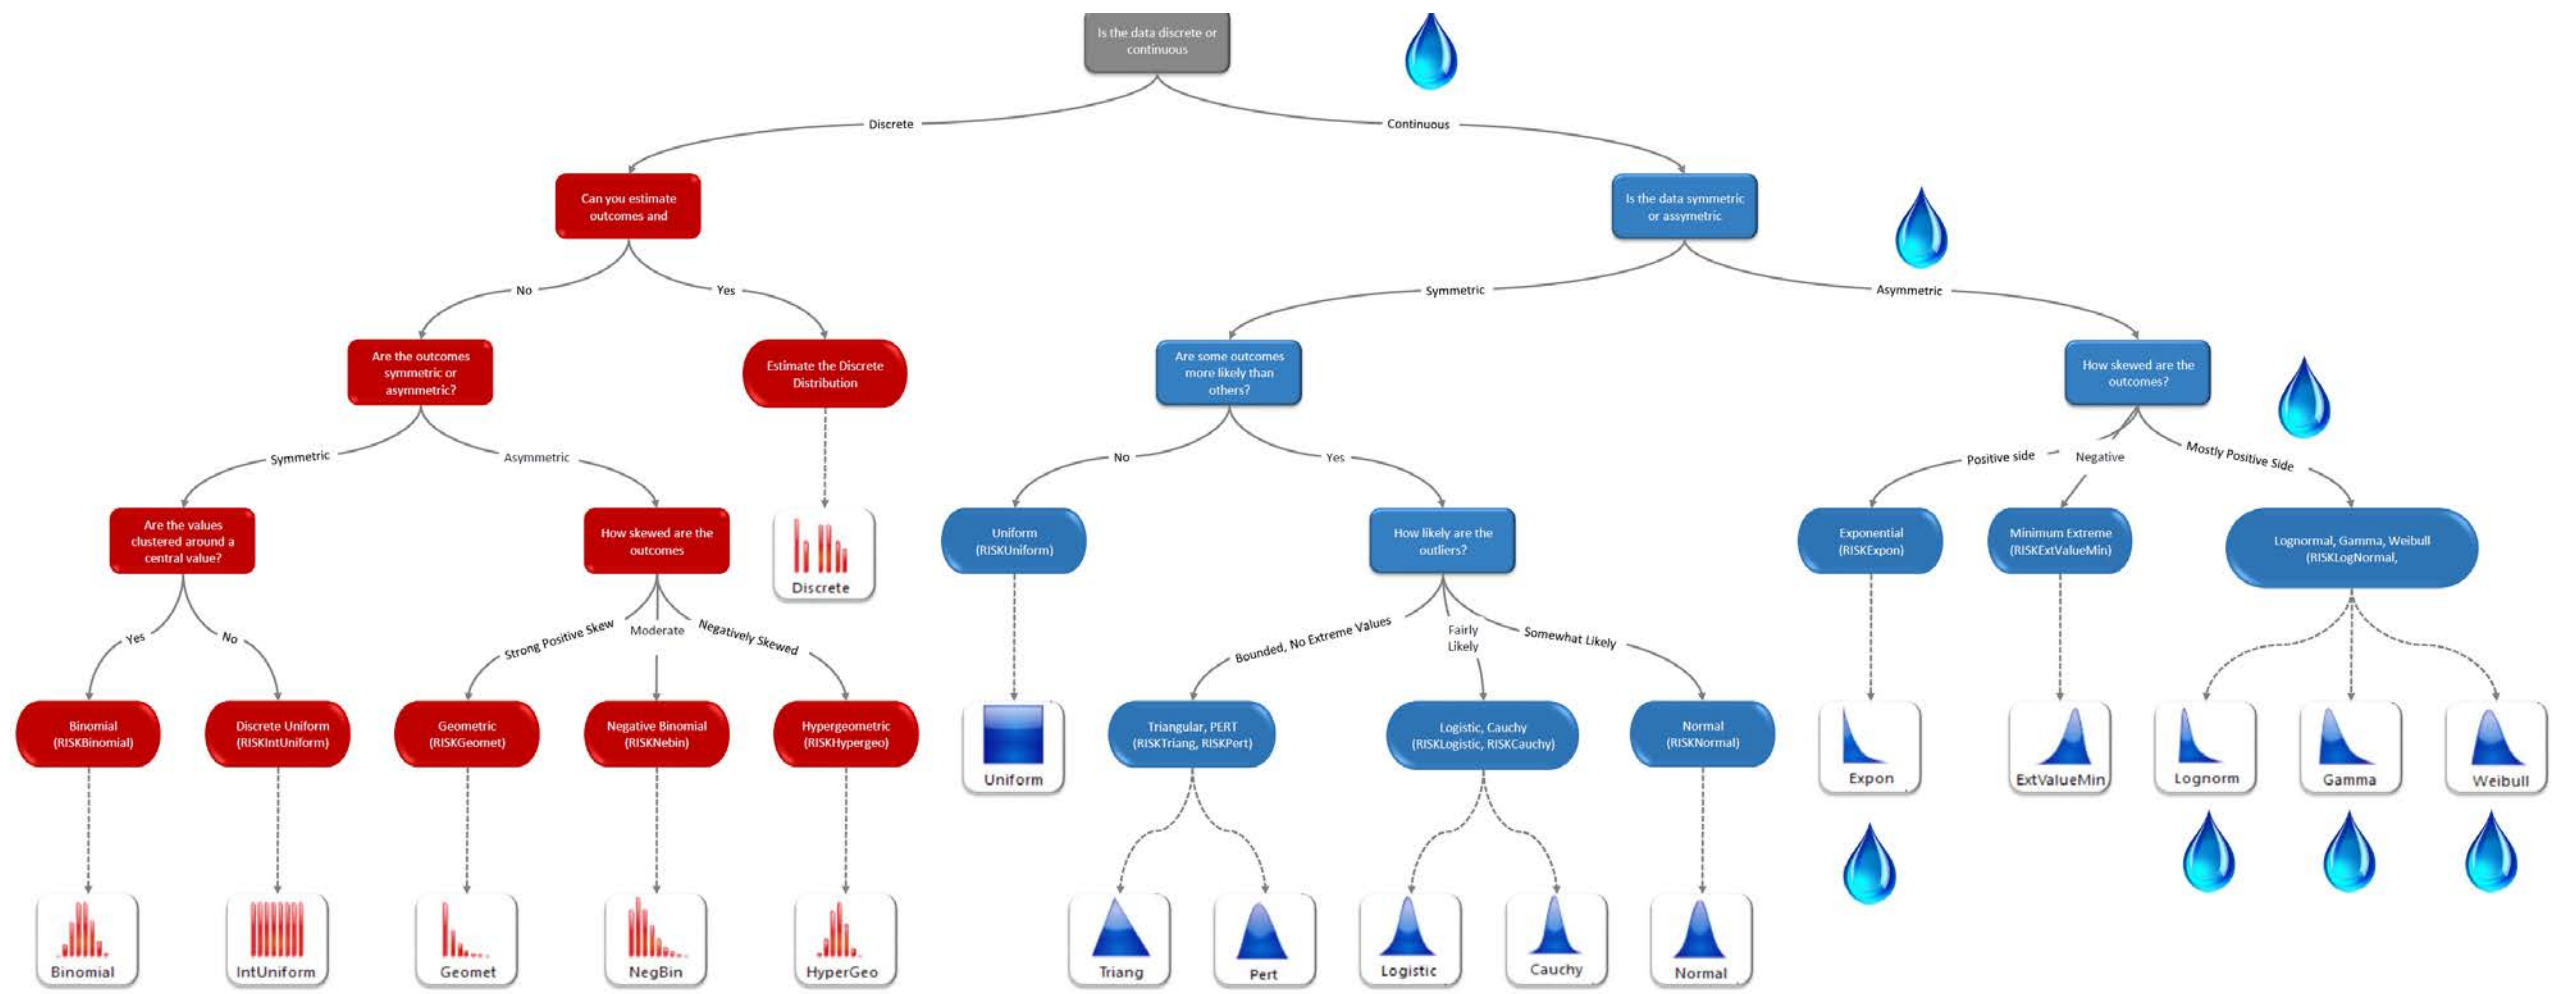 Is the data discrete or
continuous
Discrete
Continuous
Can you estimate
outcomes and
Is the data symmetric
or assymetric
No
Yes
Symmetric
Asymmetric
Are the outcomes
symmetric or
asymmetric?
Estimate the Discrete
Distribution
Are some outcomes
more likely than
others?
How skewed are the
outcomes?
Symmetric
Asymmetric
No
Yes
Positive side
Negative
Mostly Positive Side
Are the values
clustered around a
central value?
How skewed are the
outcomes
Discrete
Uniform
(RISKUniform)
How likely are the
outliers?
Exponential
(RISKExpon)
Minimum Extreme
(RISKExtValueMin)
Lognormal, Gamma, Weibull
(RISKLogNormal,
Yes
No
Strong Positive Skew
Moderate
Negatively Skewed
Bounded, No Extreme Values
Fairly
Likely
Somewhat Likely
Binomial
(RISKBinomial)
Discrete Uniform
(RISKIntUniform)
Geometric
(RISKGeomet)
Negative Binomial
(RISKNebin)
Hypergeometric
(RISKHypergeo)
Uniform
Triangular, PERT
(RISKTriang, RISKPert)
Logistic, Cauchy
(RISKLogistic, RISKCauchy)
Normal
(RISKNormal)
Expon
ExtValueMin
Lognorm
Gamma
Weibull
Binomial
IntUniform
Geomet
NegBin
HyperGeo
Triang
Pert
Logistic
Cauchy
Normal